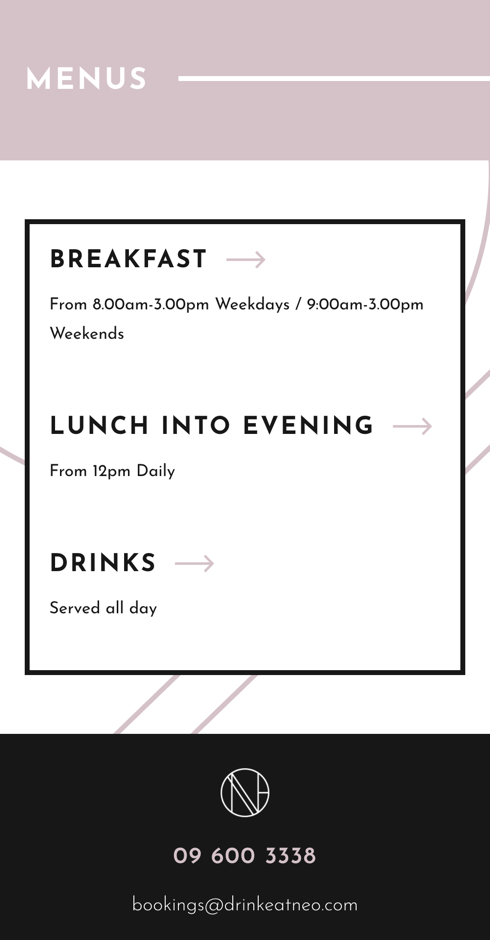 MENUS
BREAKFAST
From 8.00am-3.00pm Weekdays / 9:00am-3.00pm
Weekends
LUNCH INTO EVENING
From 12pm Daily
DRINKS
Served all day
09 600 3338
bookings@drinkeatneo.com